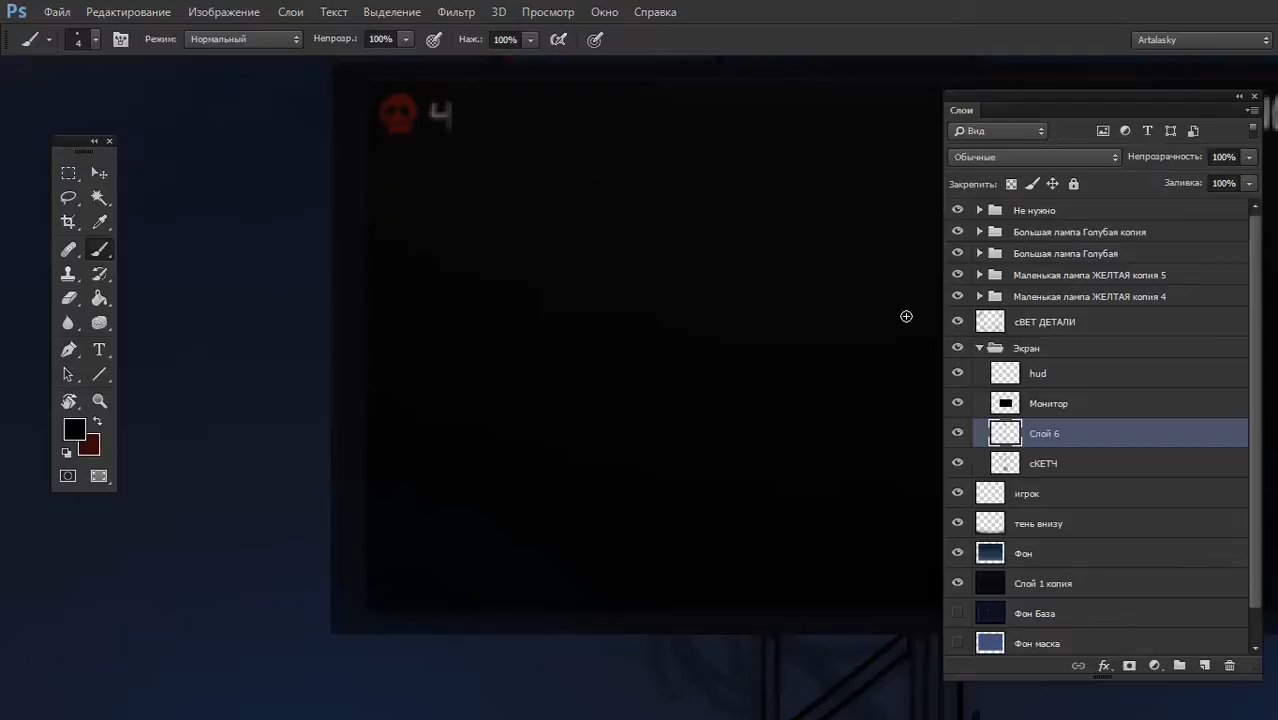 Ps Файл Редактирование Изображение Слои Текст Выделение Фильтр 3D Просмотр Окно Справка
4 Режим: Нормальный Непрозр.: 100% Наж.: 100% Artalasky
4
Слои
Вид
Обычные Непрозрачность: 100%
Закрепить: Заливка: 100%
Не нужно
Большая лампа Голубая копия
Большая лампа Голубая
Маленькая лампа ЖЕЛТАЯ копия 5
Маленькая лампа ЖЕЛТАЯ копия 4
сВЕТ ДЕТАЛИ
Экран
hud
Монитор
Слой 6
сКЕТЧ
игрок
тень внизу
Фон
Слой 1 копия
Фон База
Фон маска
fx